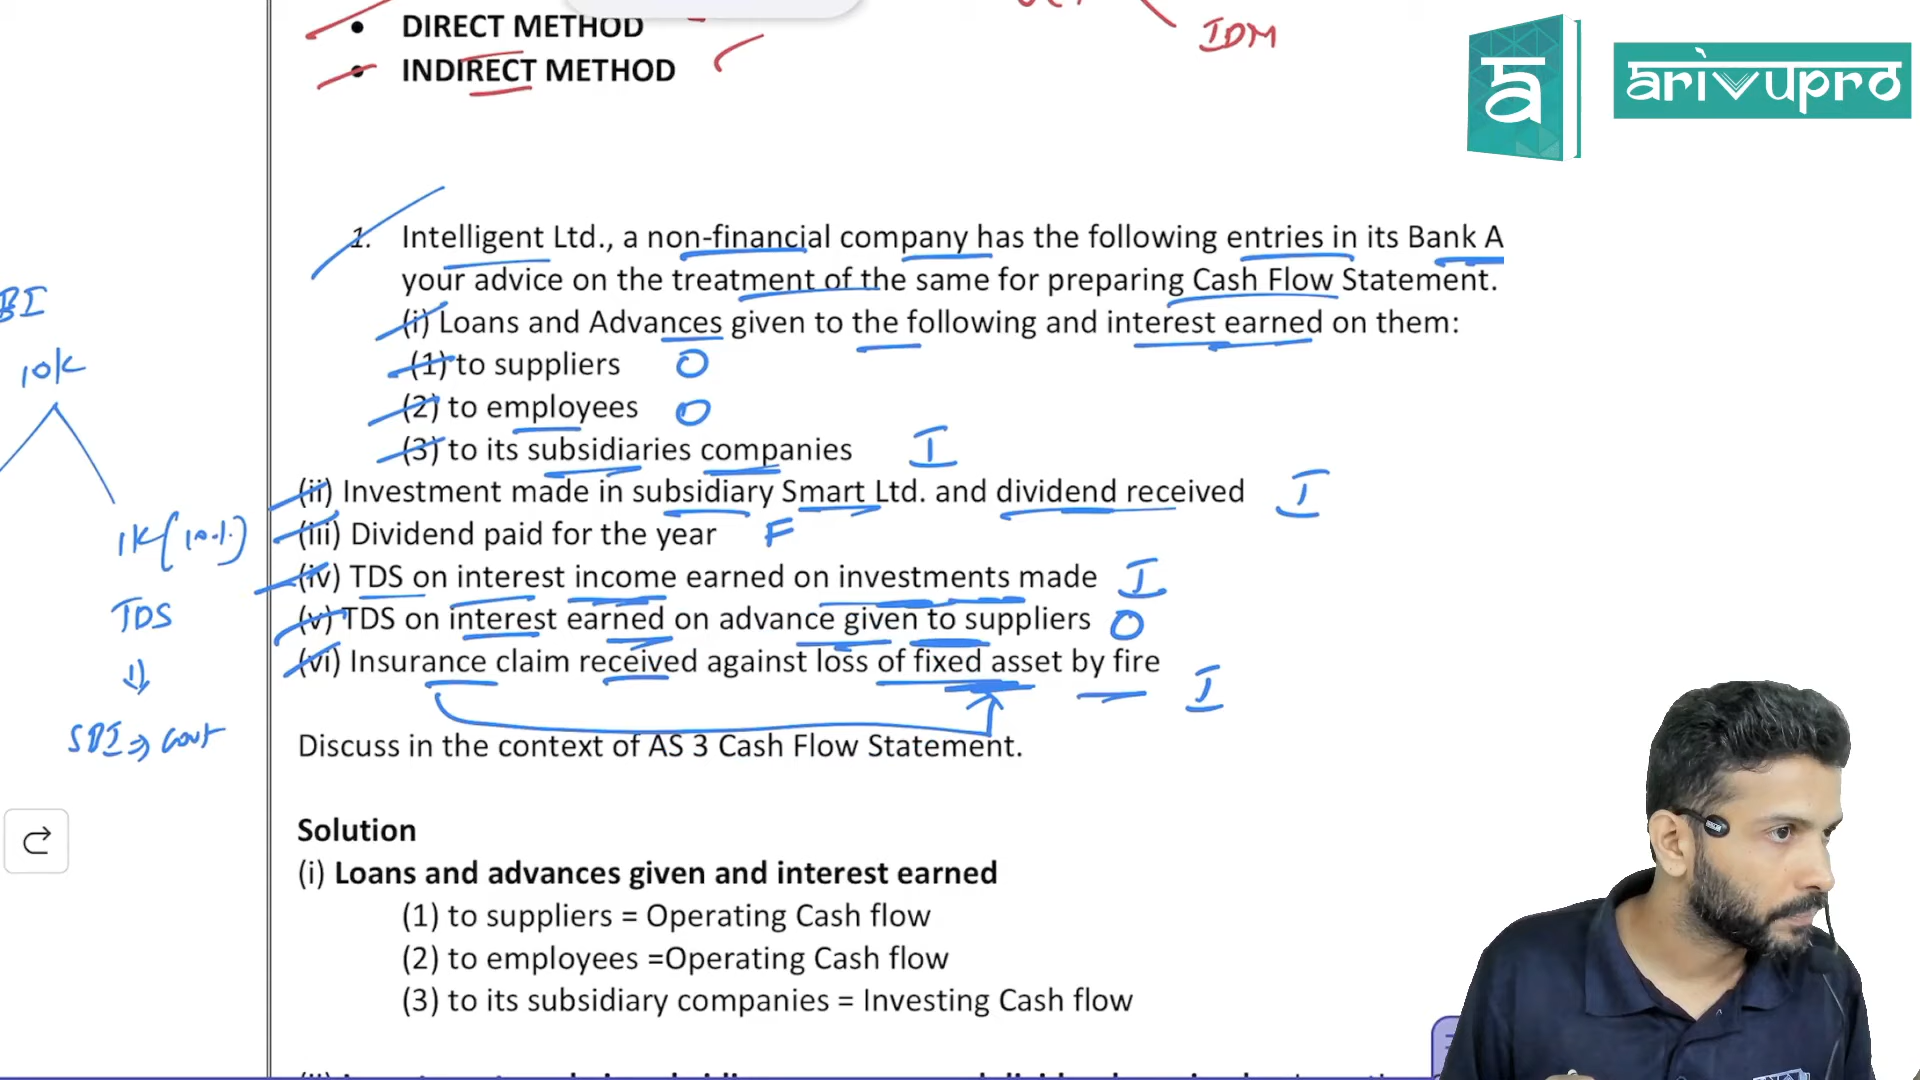 DIRECT METHOD
INDIRECT METHOD
IDM
a
arivupro
1. Intelligent Ltd., a non-financial company has the following entries in its Bank A
your advice on the treatment of the same for preparing Cash Flow Statement.
(i) Loans and Advances given to the following and interest earned on them:
(1) to suppliers O
(2) to employees O
(3) to its subsidiaries companies I
(ii) Investment made in subsidiary Smart Ltd. and dividend received I
(iii) Dividend paid for the year F
(iv) TDS on interest income earned on investments made I
(v) TDS on interest earned on advance given to suppliers O
(vi) Insurance claim received against loss of fixed asset by fire I
Discuss in the context of AS 3 Cash Flow Statement.
BI
10K
1K (10%)
TDS
SBI ⇒ Govt
Solution
(i) Loans and advances given and interest earned
(1) to suppliers = Operating Cash flow
(2) to employees =Operating Cash flow
(3) to its subsidiary companies = Investing Cash flow